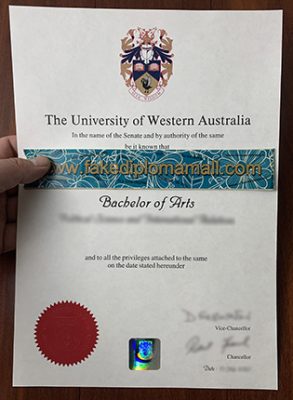 The University of Western Australia
In the name of the Senate and by authority of the same
be it known that
www.fakediplomamall.com
Bachelor of Arts
and to all the privileges attached to the same
on the date stated hereunder
Vice-Chancellor
Chancellor
Date